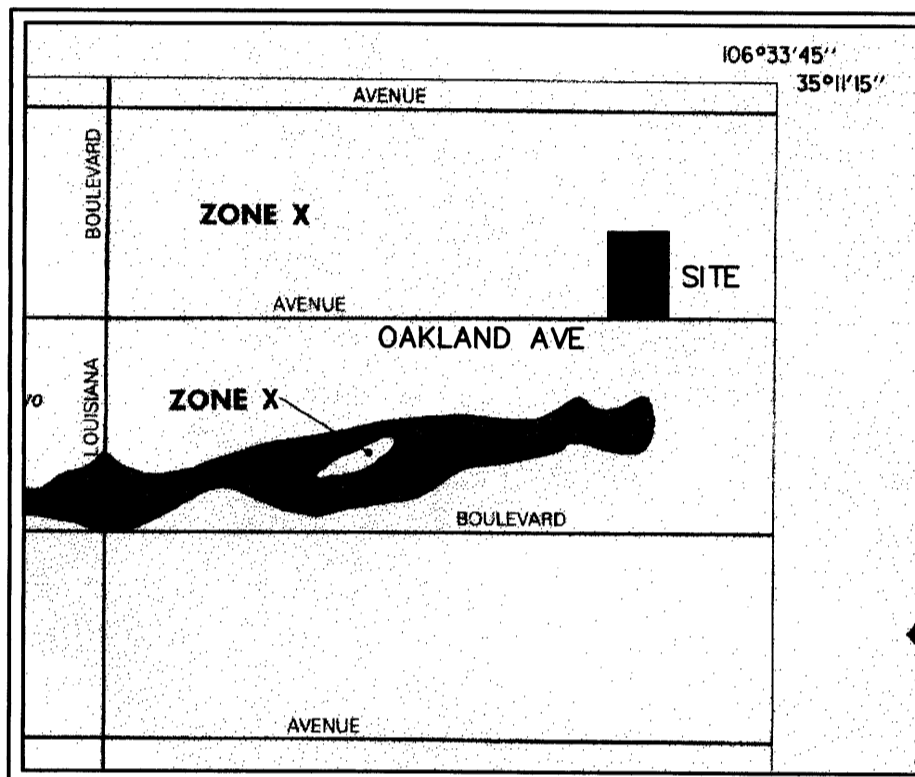 106°33'45''
35°11'15''
AVENUE
BOULEVARD
ZONE X
SITE
AVENUE
OAKLAND AVE
LOUISIANA
ZONE X
BOULEVARD
AVENUE